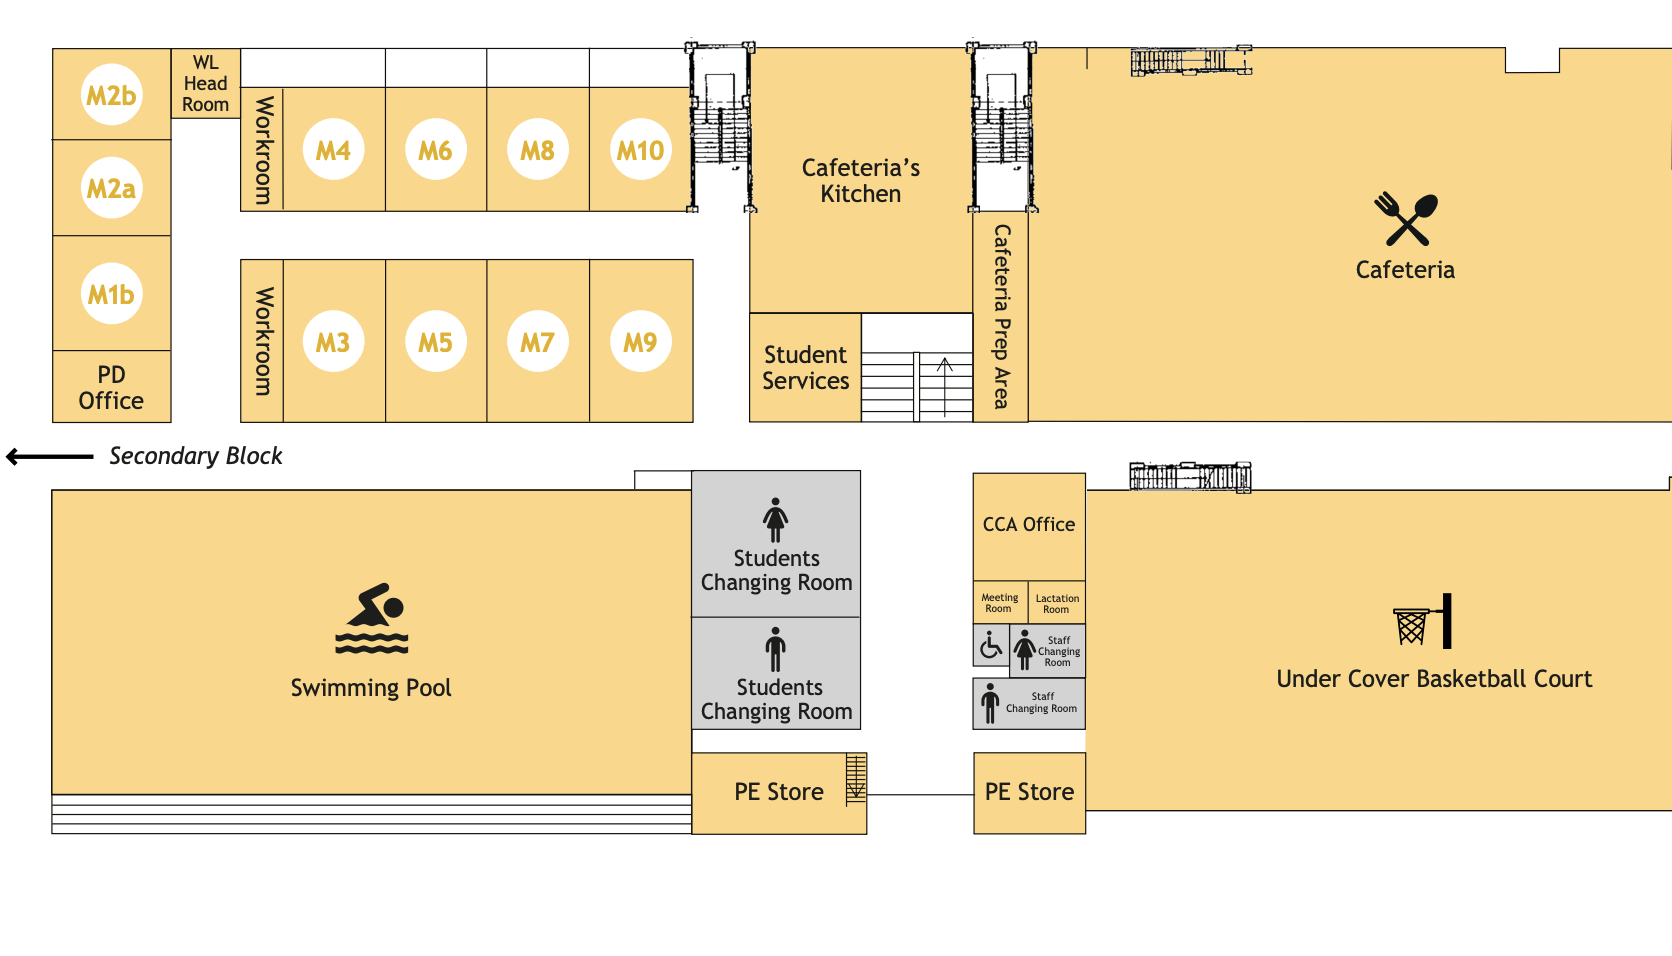 M2b
WL
Head
Room
M2a
M1b
PD
Office
Workroom
M4
M6
M8
M10
Workroom
M3
M5
M7
M9
Cafeteria's
Kitchen
Student
Services
Cafeteria Prep Area
Cafeteria
Secondary Block
Swimming Pool
Students
Changing Room
Students
Changing Room
PE Store
CCA Office
Meeting
Room
Lactation
Room
Staff
Changing
Room
Staff
Changing Room
PE Store
Under Cover Basketball Court